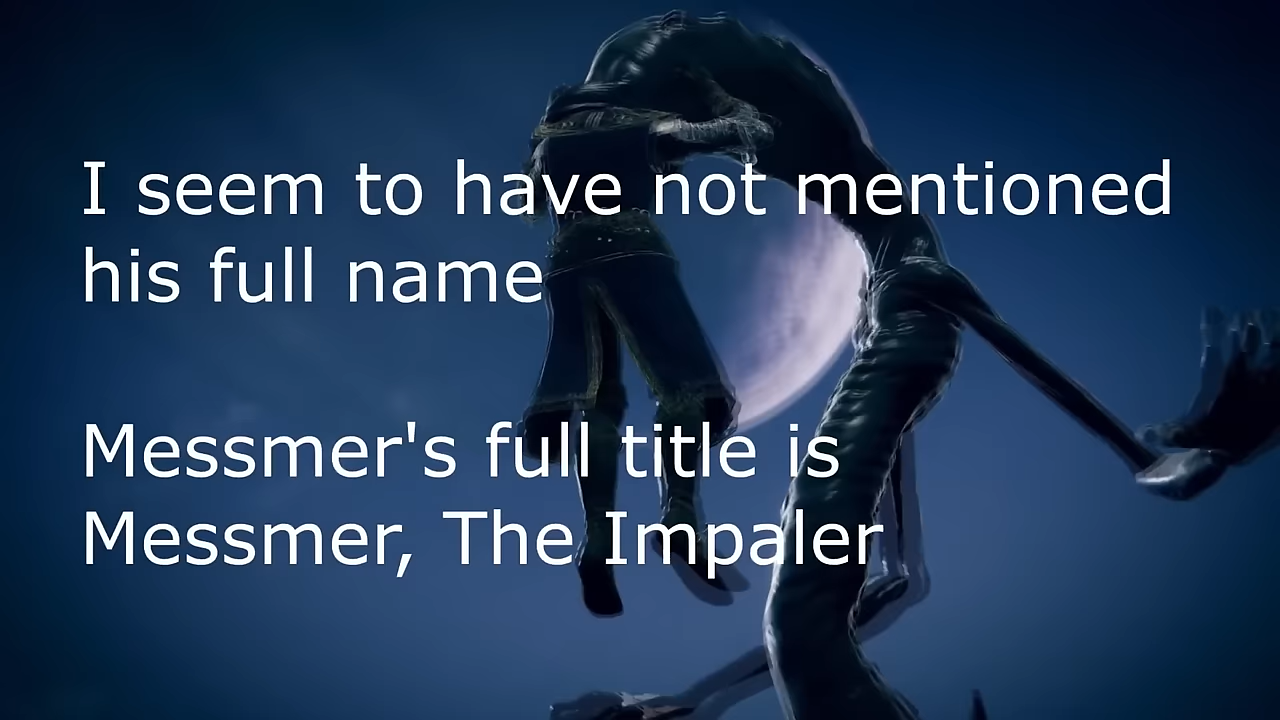 I seem to have not mentioned
his full name
Messmer's full title is
Messmer, The Impaler